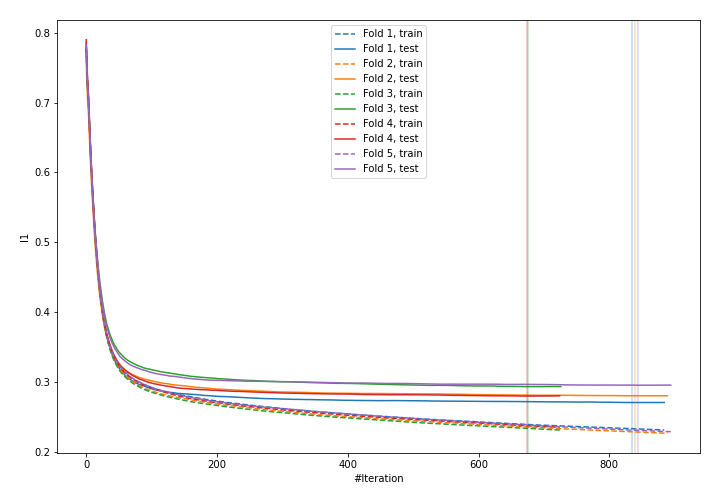 0.8
0.7
0.6
0.5
0.4
0.3
0.2
l1
0
200
400
600
800
#Iteration
Fold 1, train
Fold 1, test
Fold 2, train
Fold 2, test
Fold 3, train
Fold 3, test
Fold 4, train
Fold 4, test
Fold 5, train
Fold 5, test